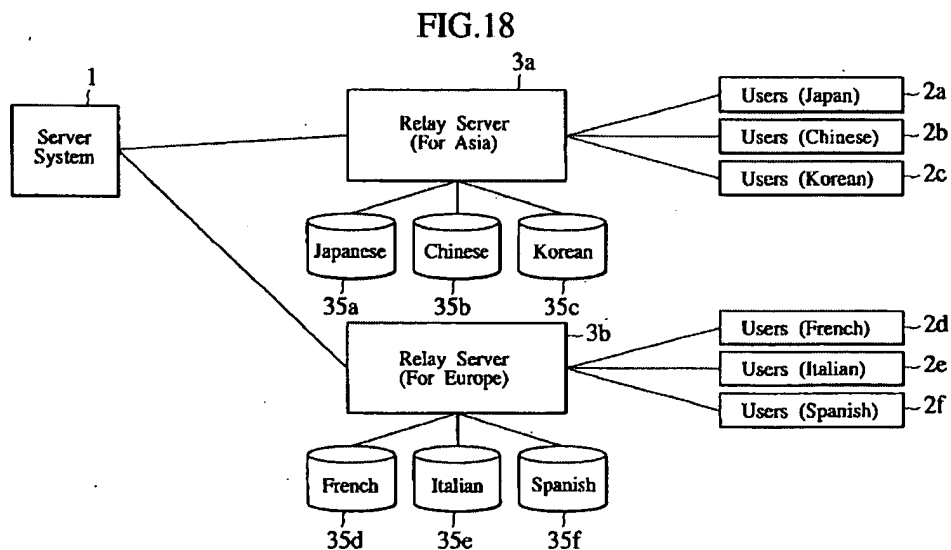 FIG.18
1
Server
System
3a
Relay Server
(For Asia)
Users (Japan)
2a
Users (Chinese)
2b
Users (Korean)
2c
Japanese
Chinese
Korean
35a
35b
35c
3b
Relay Server
(For Europe)
Users (French)
2d
Users (Italian)
2e
Users (Spanish)
2f
French
Italian
Spanish
35d
35e
35f